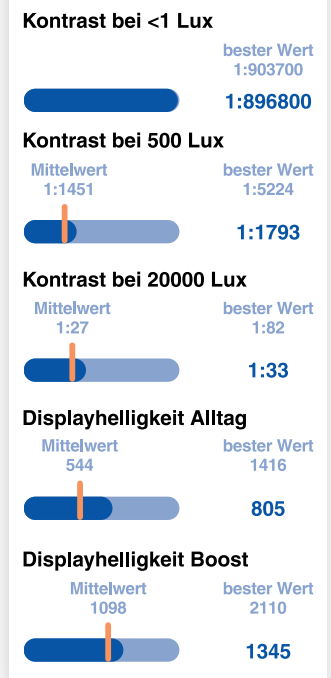 Kontrast bei <1 Lux
bester Wert
1:903700
1:896800
Kontrast bei 500 Lux
Mittelwert bester Wert
1:1451 1:5224
1:1793
Kontrast bei 20000 Lux
Mittelwert bester Wert
1:27 1:82
1:33
Displayhelligkeit Alltag
Mittelwert bester Wert
544 1416
805
Displayhelligkeit Boost
Mittelwert bester Wert
1098 2110
1345